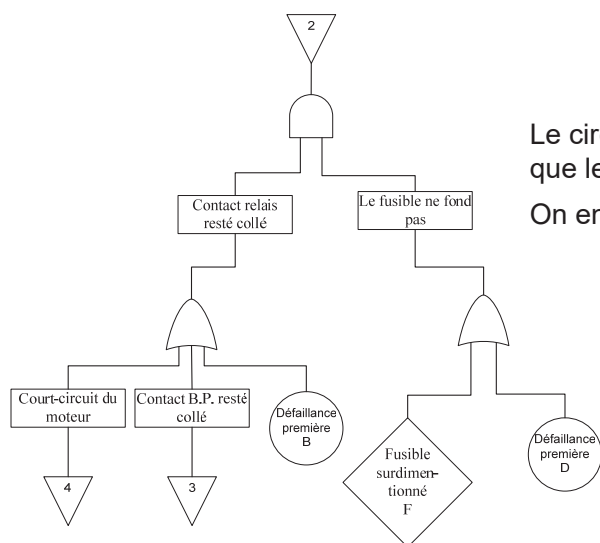 2
Le cir
que le
On en
Contact relais
resté collé
Le fusible ne fond
pas
Court-circuit du
moteur
Contact B.P. resté
collé
Défaillance
première
B
Fusible
surdimen-
tionné
F
Défaillance
première
D
4
3